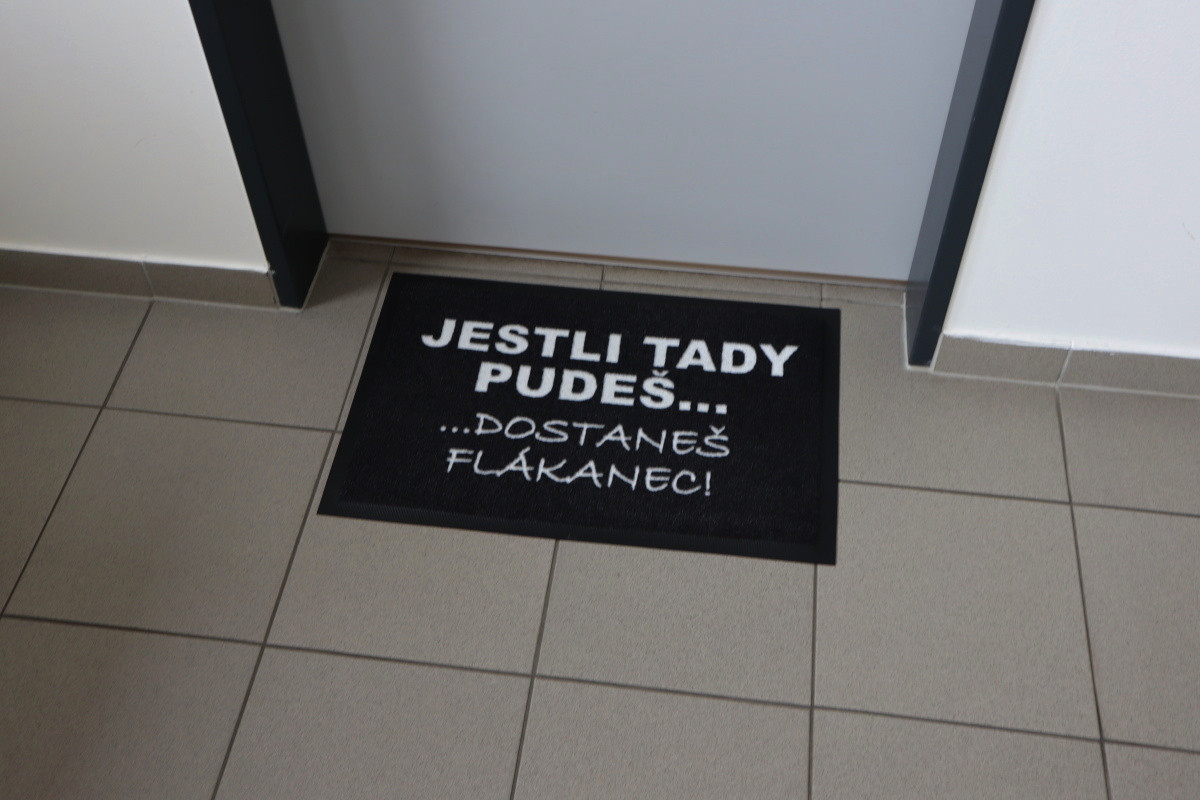 JESTLI TADY
PUDEŠ...
...DOSTANEŠ
FLÁKANEC!